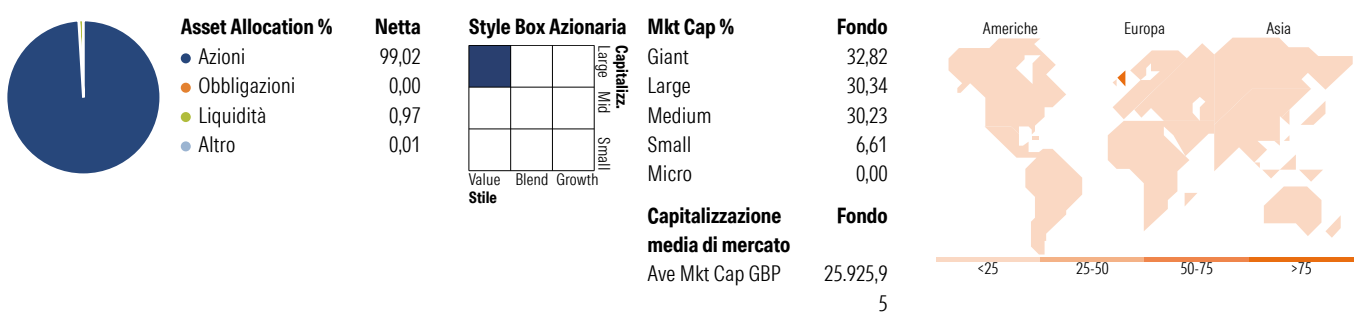 Asset Allocation % Netta
Azioni 99,02
Obbligazioni 0,00
Liquidità 0,97
Altro 0,01
Style Box Azionaria
Capitalizz.
Large Mid Small
Value Blend Growth
Stile
Mkt Cap % Fondo
Giant 32,82
Large 30,34
Medium 30,23
Small 6,61
Micro 0,00
Capitalizzazione Fondo
media di mercato
Ave Mkt Cap GBP 25.925,9
5
Americhe Europa Asia
<25 25-50 50-75 >75